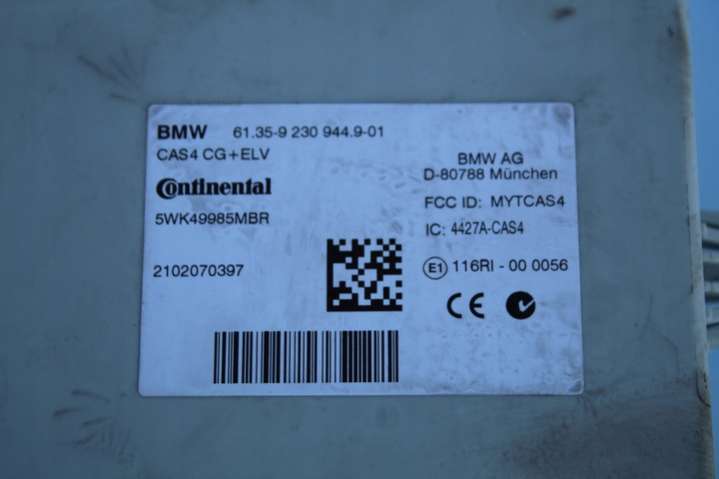 BMW 61.35-9 230 944.9-01
CAS4 CG+ELV
Continental
5WK49985MBR
2102070397
BMW AG
D-80788 München
FCC ID: MYTCAS4
IC: 4427A-CAS4
E1 116RI - 00 0056
CE